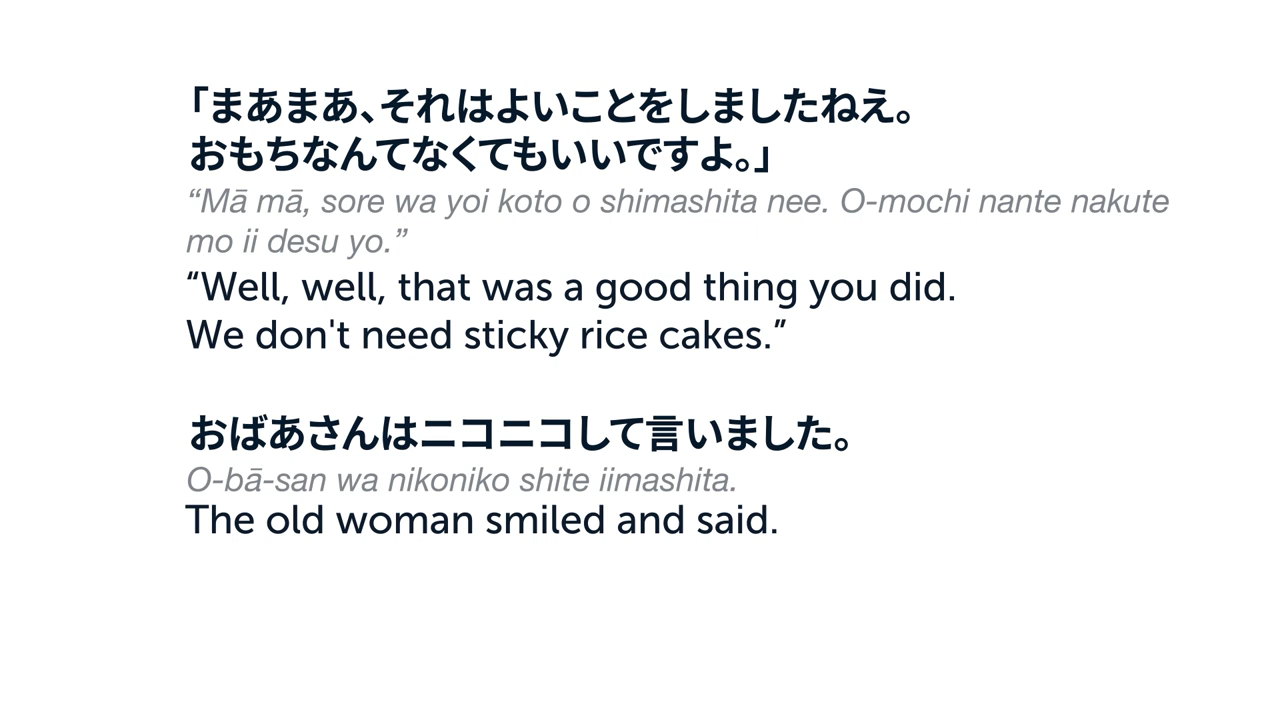 「まあまあ、それはよいことをしましたねえ。
おもちなんてなくてもいいですよ。」
“Mā mā, sore wa yoi koto o shimashita nee. O-mochi nante nakute
mo ii desu yo.”
“Well, well, that was a good thing you did.
We don't need sticky rice cakes.”
おばあさんはニコニコして言いました。
O-bā-san wa nikoniko shite iimashita.
The old woman smiled and said.